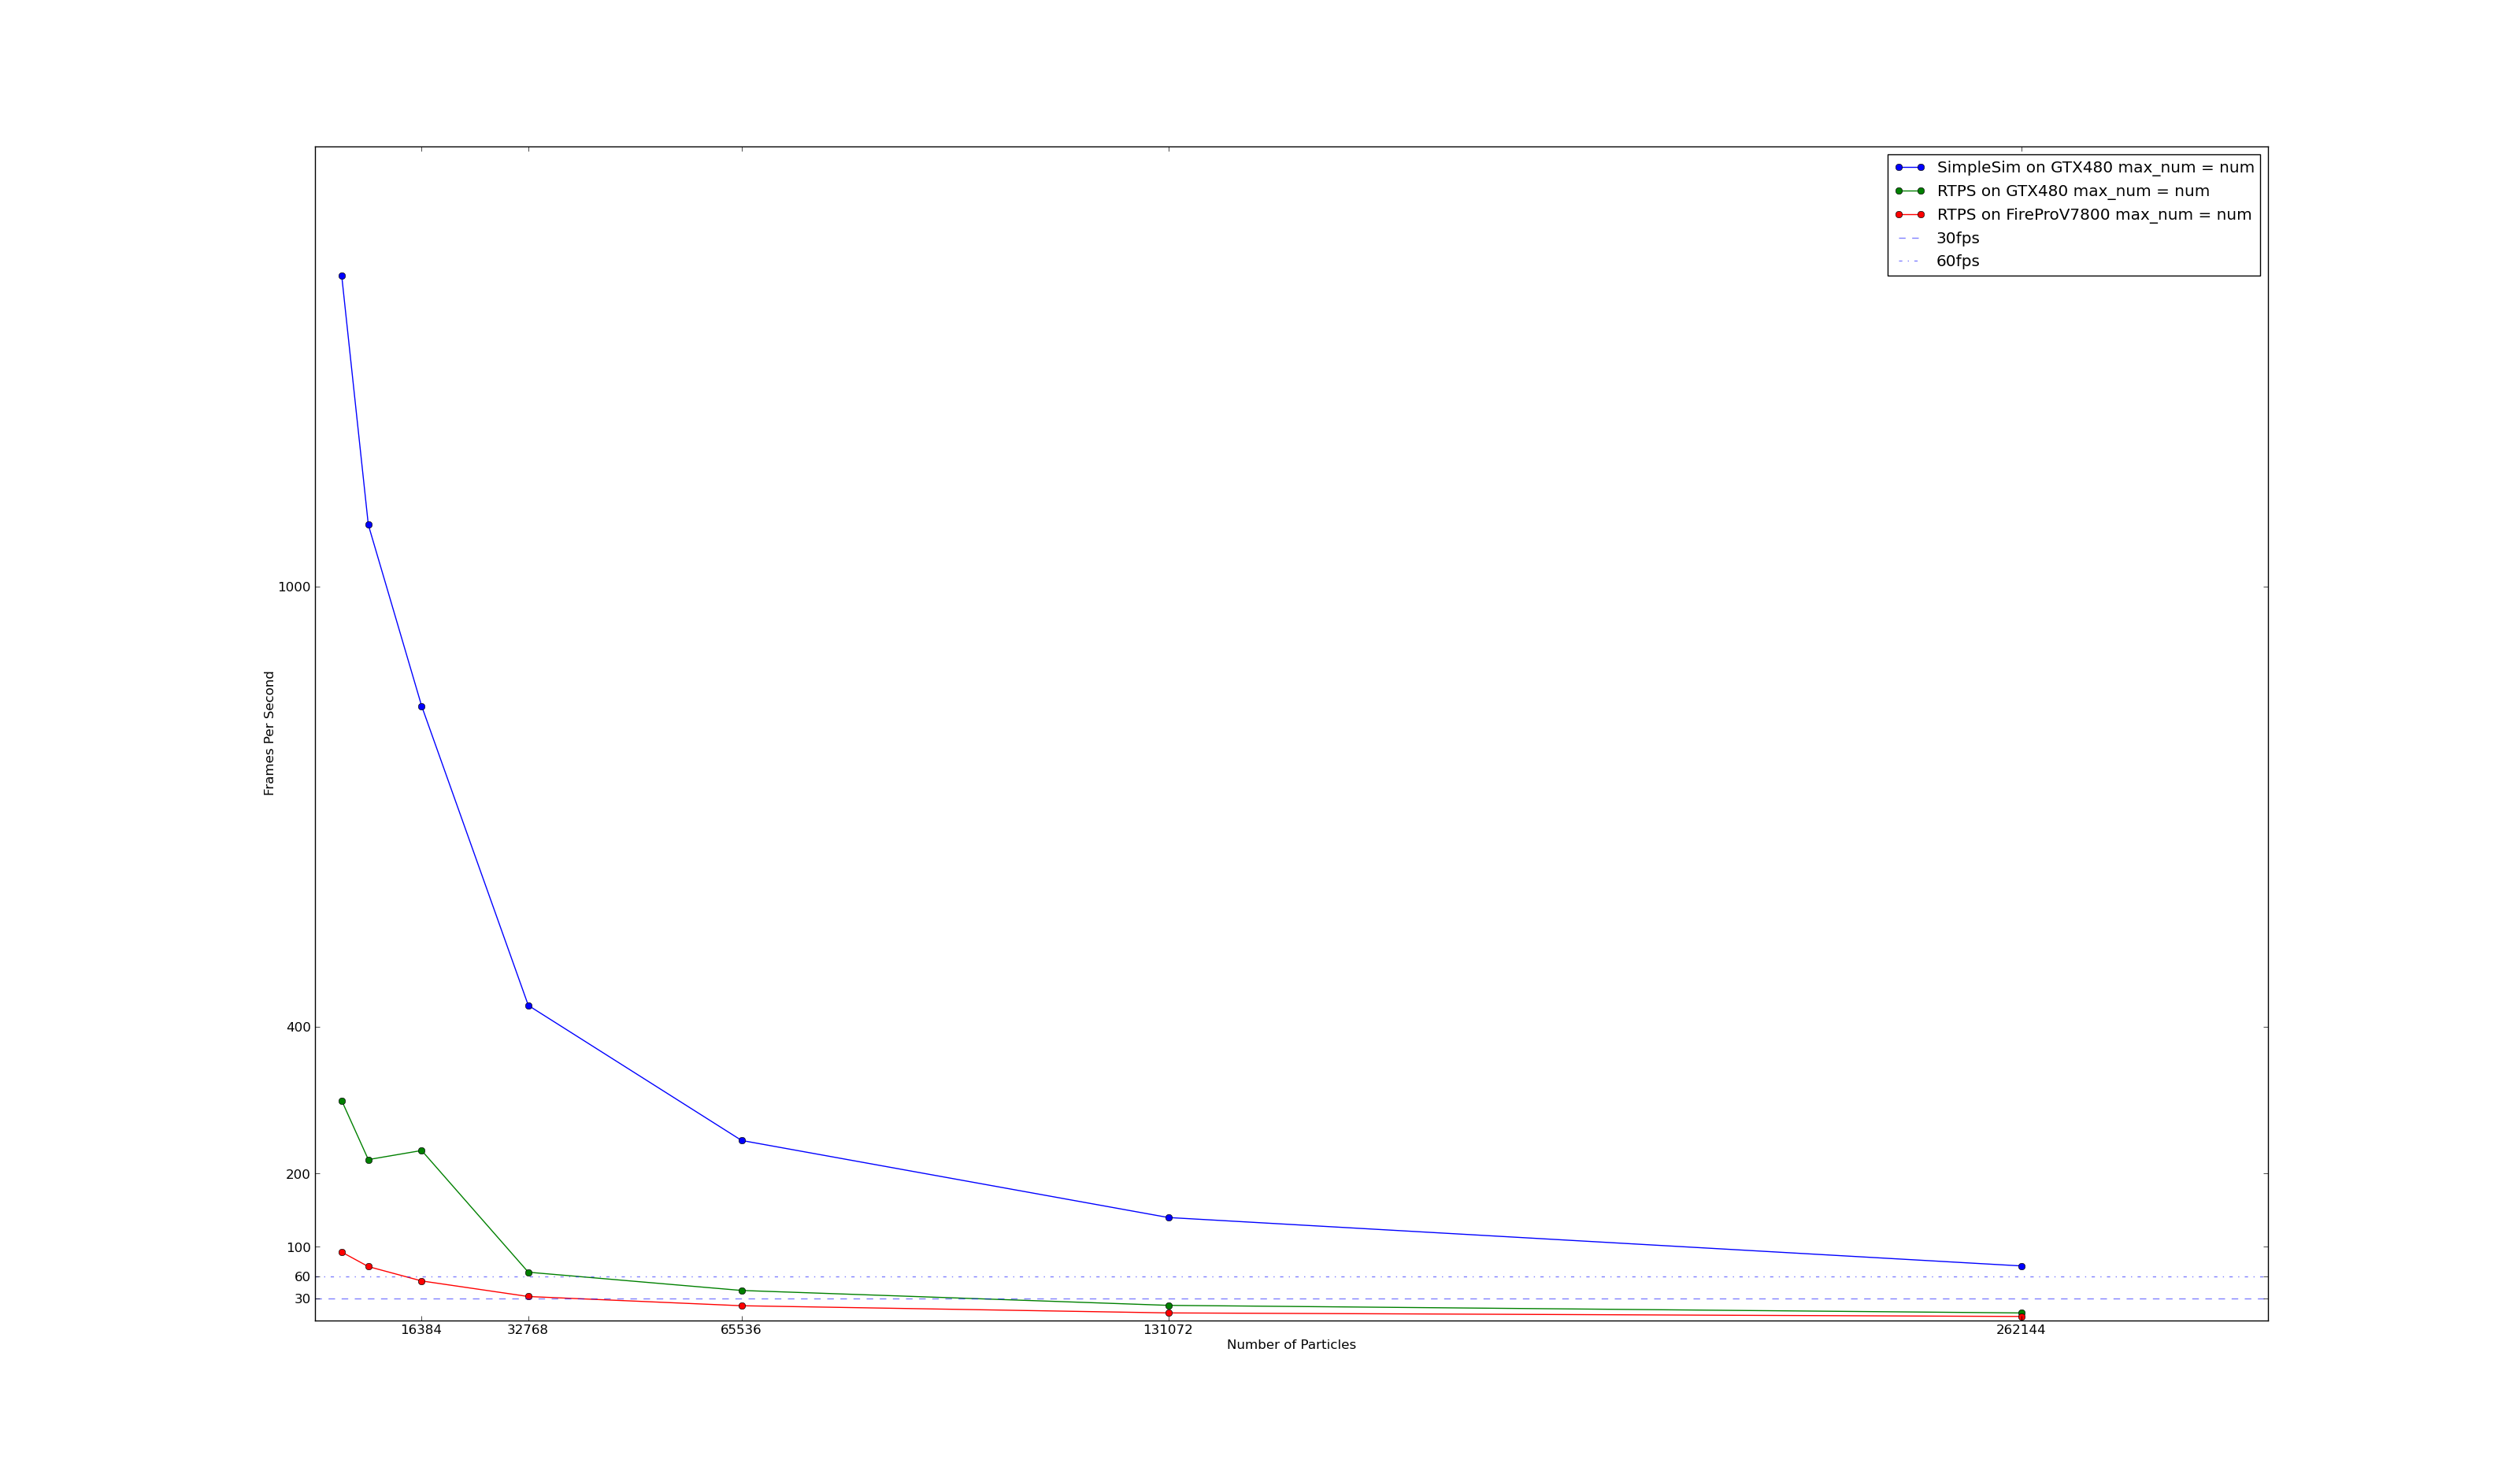 SimpleSim on GTX480 max_num = num
RTPS on GTX480 max_num = num
RTPS on FireProV7800 max_num = num
30fps
60fps
1000
400
200
100
60
30
Frames Per Second
16384 32768 65536 131072 262144
Number of Particles